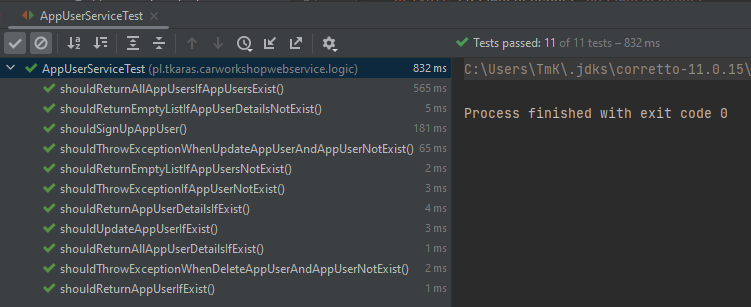 AppUserServiceTest
Tests passed: 11 of 11 tests – 832 ms
AppUserServiceTest (pl.tkaras.carworkshopwebservice.logic) 832 ms
shouldReturnAllAppUsersIfAppUsersExist() 565 ms
shouldReturnEmptyListIfAppUserDetailsNotExist() 5 ms
shouldSignUpAppUser() 181 ms
shouldThrowExceptionWhenUpdateAppUserAndAppUserNotExist() 65 ms
shouldReturnEmptyListIfAppUsersNotExist() 2 ms
shouldThrowExceptionIfAppUserNotExist() 3 ms
shouldReturnAppUserDetailsIfExist() 4 ms
shouldUpdateAppUserIfExist() 3 ms
shouldReturnAllAppUserDetailsIfExist() 1 ms
shouldThrowExceptionWhenDeleteAppUserAndAppUserNotExist() 2 ms
shouldReturnAppUserIfExist() 1 ms
C:\Users\TmK\.jdks\corretto-11.0.15\
Process finished with exit code 0